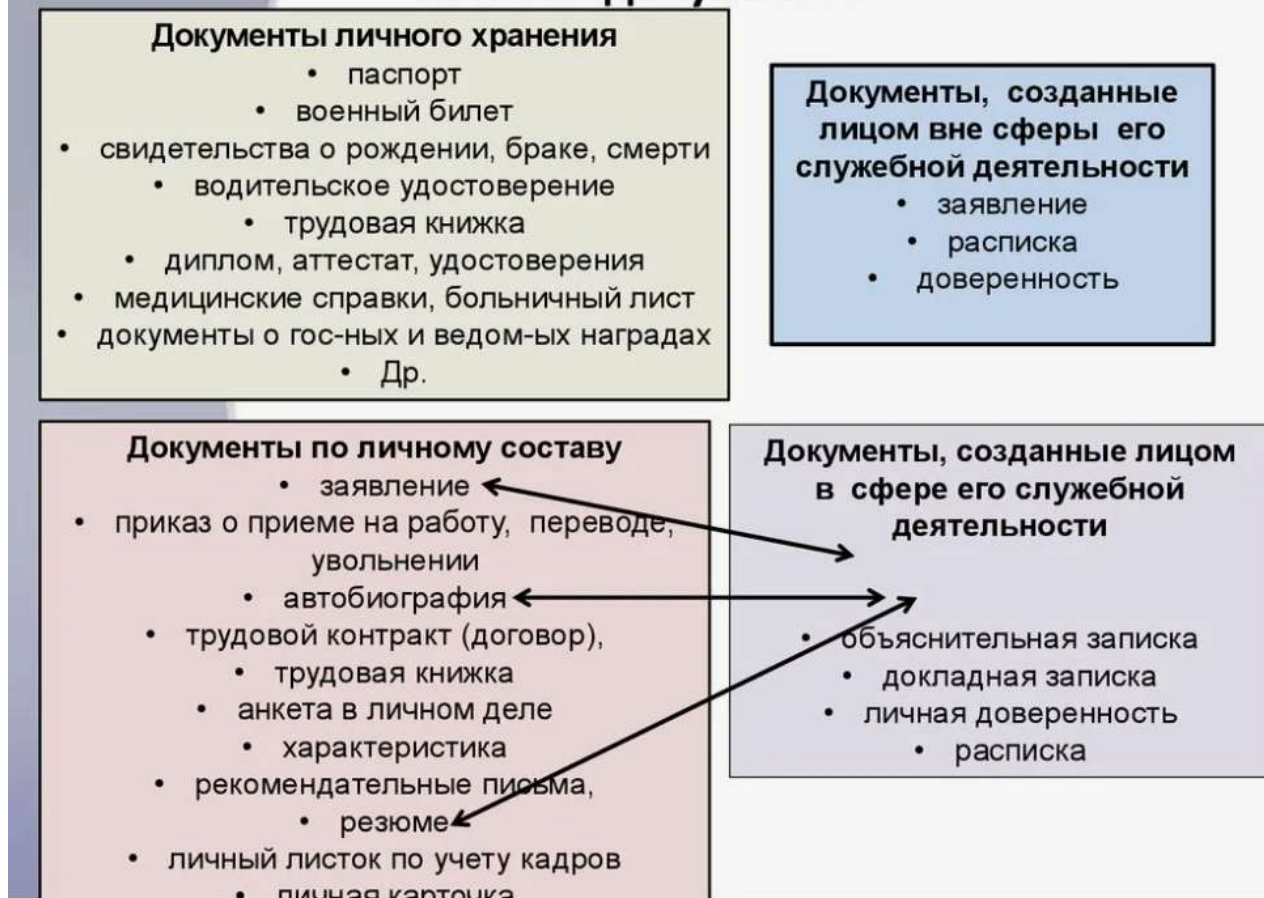 Документы личного хранения
• паспорт
• военный билет
• свидетельства о рождении, браке, смерти
• водительское удостоверение
• трудовая книжка
• диплом, аттестат, удостоверения
• медицинские справки, больничный лист
• документы о гос-ных и ведом-ых наградах
• Др.
Документы, созданные
лицом вне сферы его
служебной деятельности
• заявление
• расписка
• доверенность
Документы по личному составу
• заявление
• приказ о приеме на работу, переводе,
увольнении
• автобиография
• трудовой контракт (договор),
• трудовая книжка
• анкета в личном деле
• характеристика
• рекомендательные письма,
• резюме
• личный листок по учету кадров
• личная карточка
Документы, созданные лицом
в сфере его служебной
деятельности
• объяснительная записка
• докладная записка
• личная доверенность
• расписка